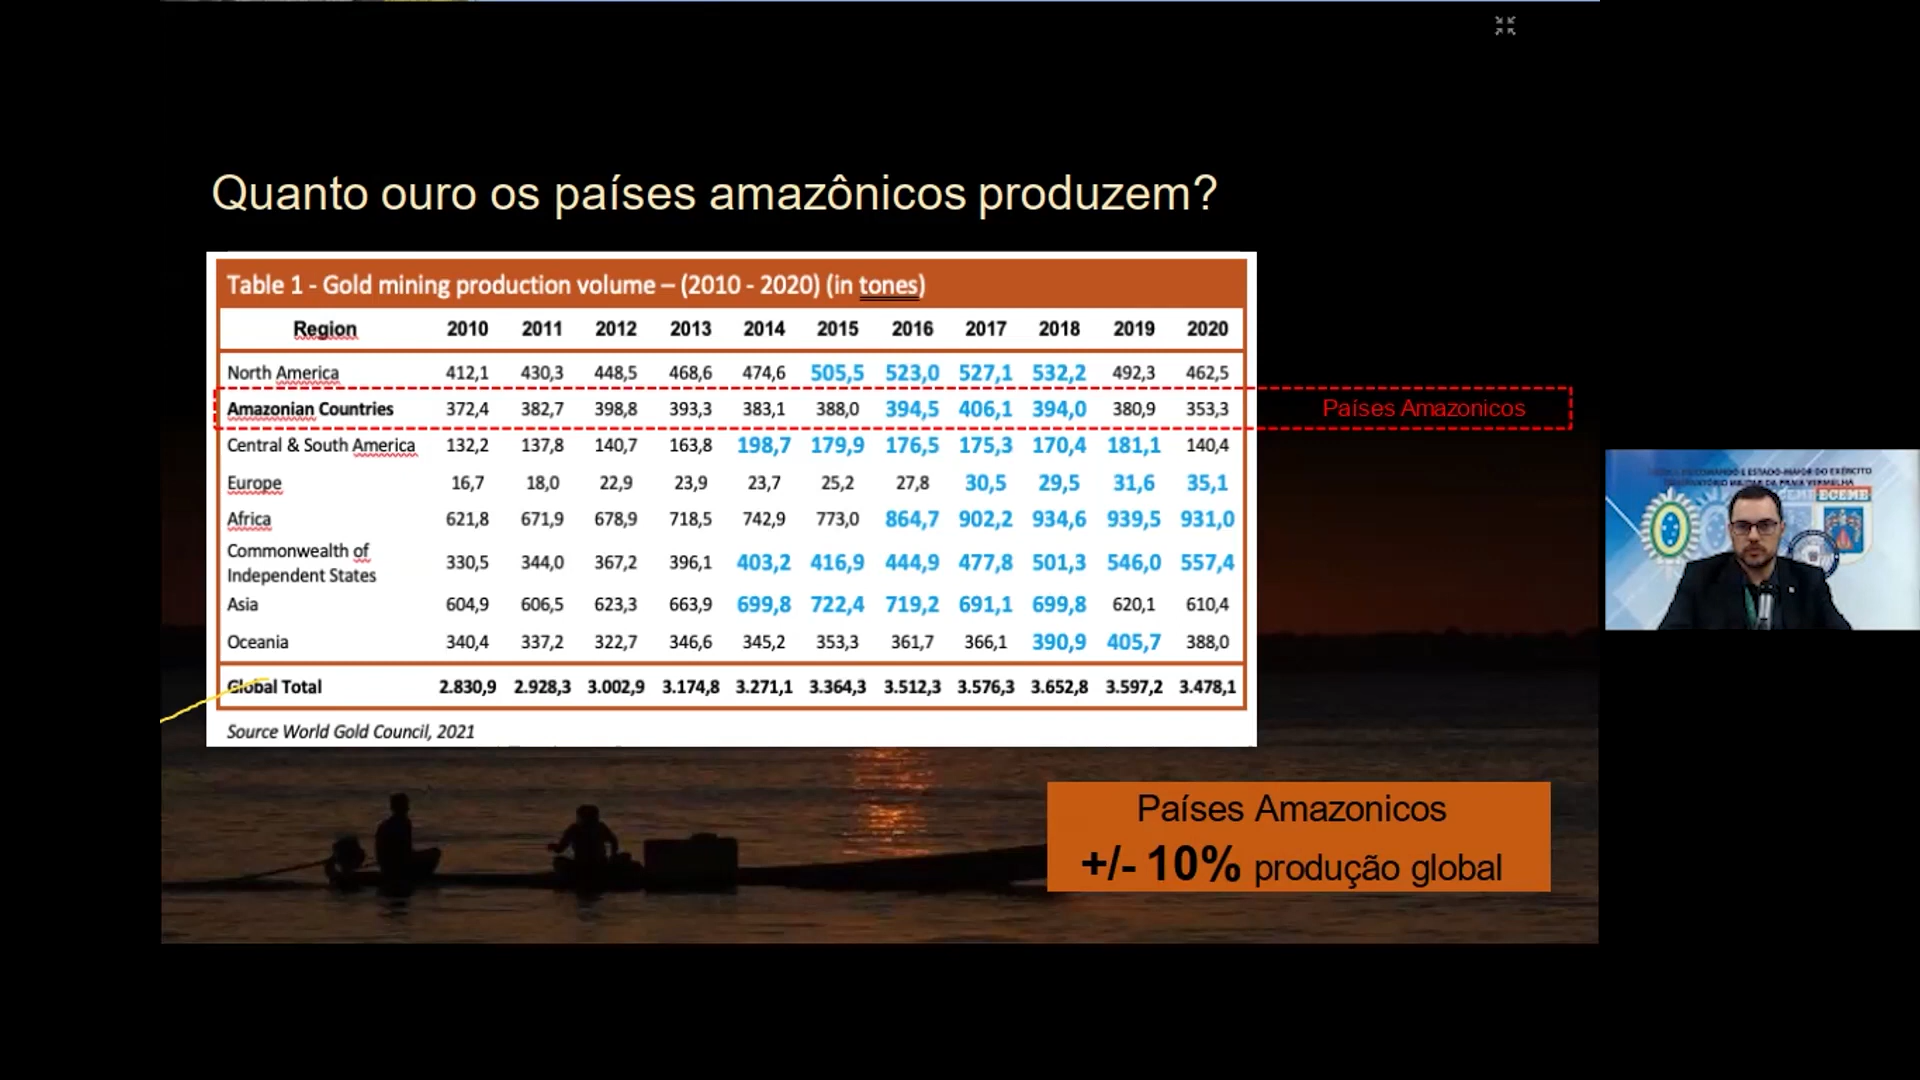 Quanto ouro os países amazônicos produzem?
Table 1 - Gold mining production volume – (2010 - 2020) (in tones)
Region 2010 2011 2012 2013 2014 2015 2016 2017 2018 2019 2020
North America 412,1 430,3 448,5 468,6 474,6 505,5 523,0 527,1 532,2 492,3 462,5
Amazonian Countries 372,4 382,7 398,8 393,3 383,1 388,0 394,5 406,1 394,0 380,9 353,3 Países Amazonicos
Central & South America 132,2 137,8 140,7 163,8 198,7 179,9 176,5 175,3 170,4 181,1 140,4
Europe 16,7 18,0 22,9 23,9 23,7 25,2 27,8 30,5 29,5 31,6 35,1
Africa 621,8 671,9 678,9 718,5 742,9 773,0 864,7 902,2 934,6 939,5 931,0
Commonwealth of
Independent States 330,5 344,0 367,2 396,1 403,2 416,9 444,9 477,8 501,3 546,0 557,4
Asia 604,9 606,5 623,3 663,9 699,8 722,4 719,2 691,1 699,8 620,1 610,4
Oceania 340,4 337,2 322,7 346,6 345,2 353,3 361,7 366,1 390,9 405,7 388,0
Global Total 2.830,9 2.928,3 3.002,9 3.174,8 3.271,1 3.364,3 3.512,3 3.576,3 3.652,8 3.597,2 3.478,1
Source World Gold Council, 2021
Países Amazonicos
+/- 10% produção global
COMANDO E ESTADO-MAIOR DO EXÉRCITO
MILITAR DA PRAIA VERMELHA
ECEME